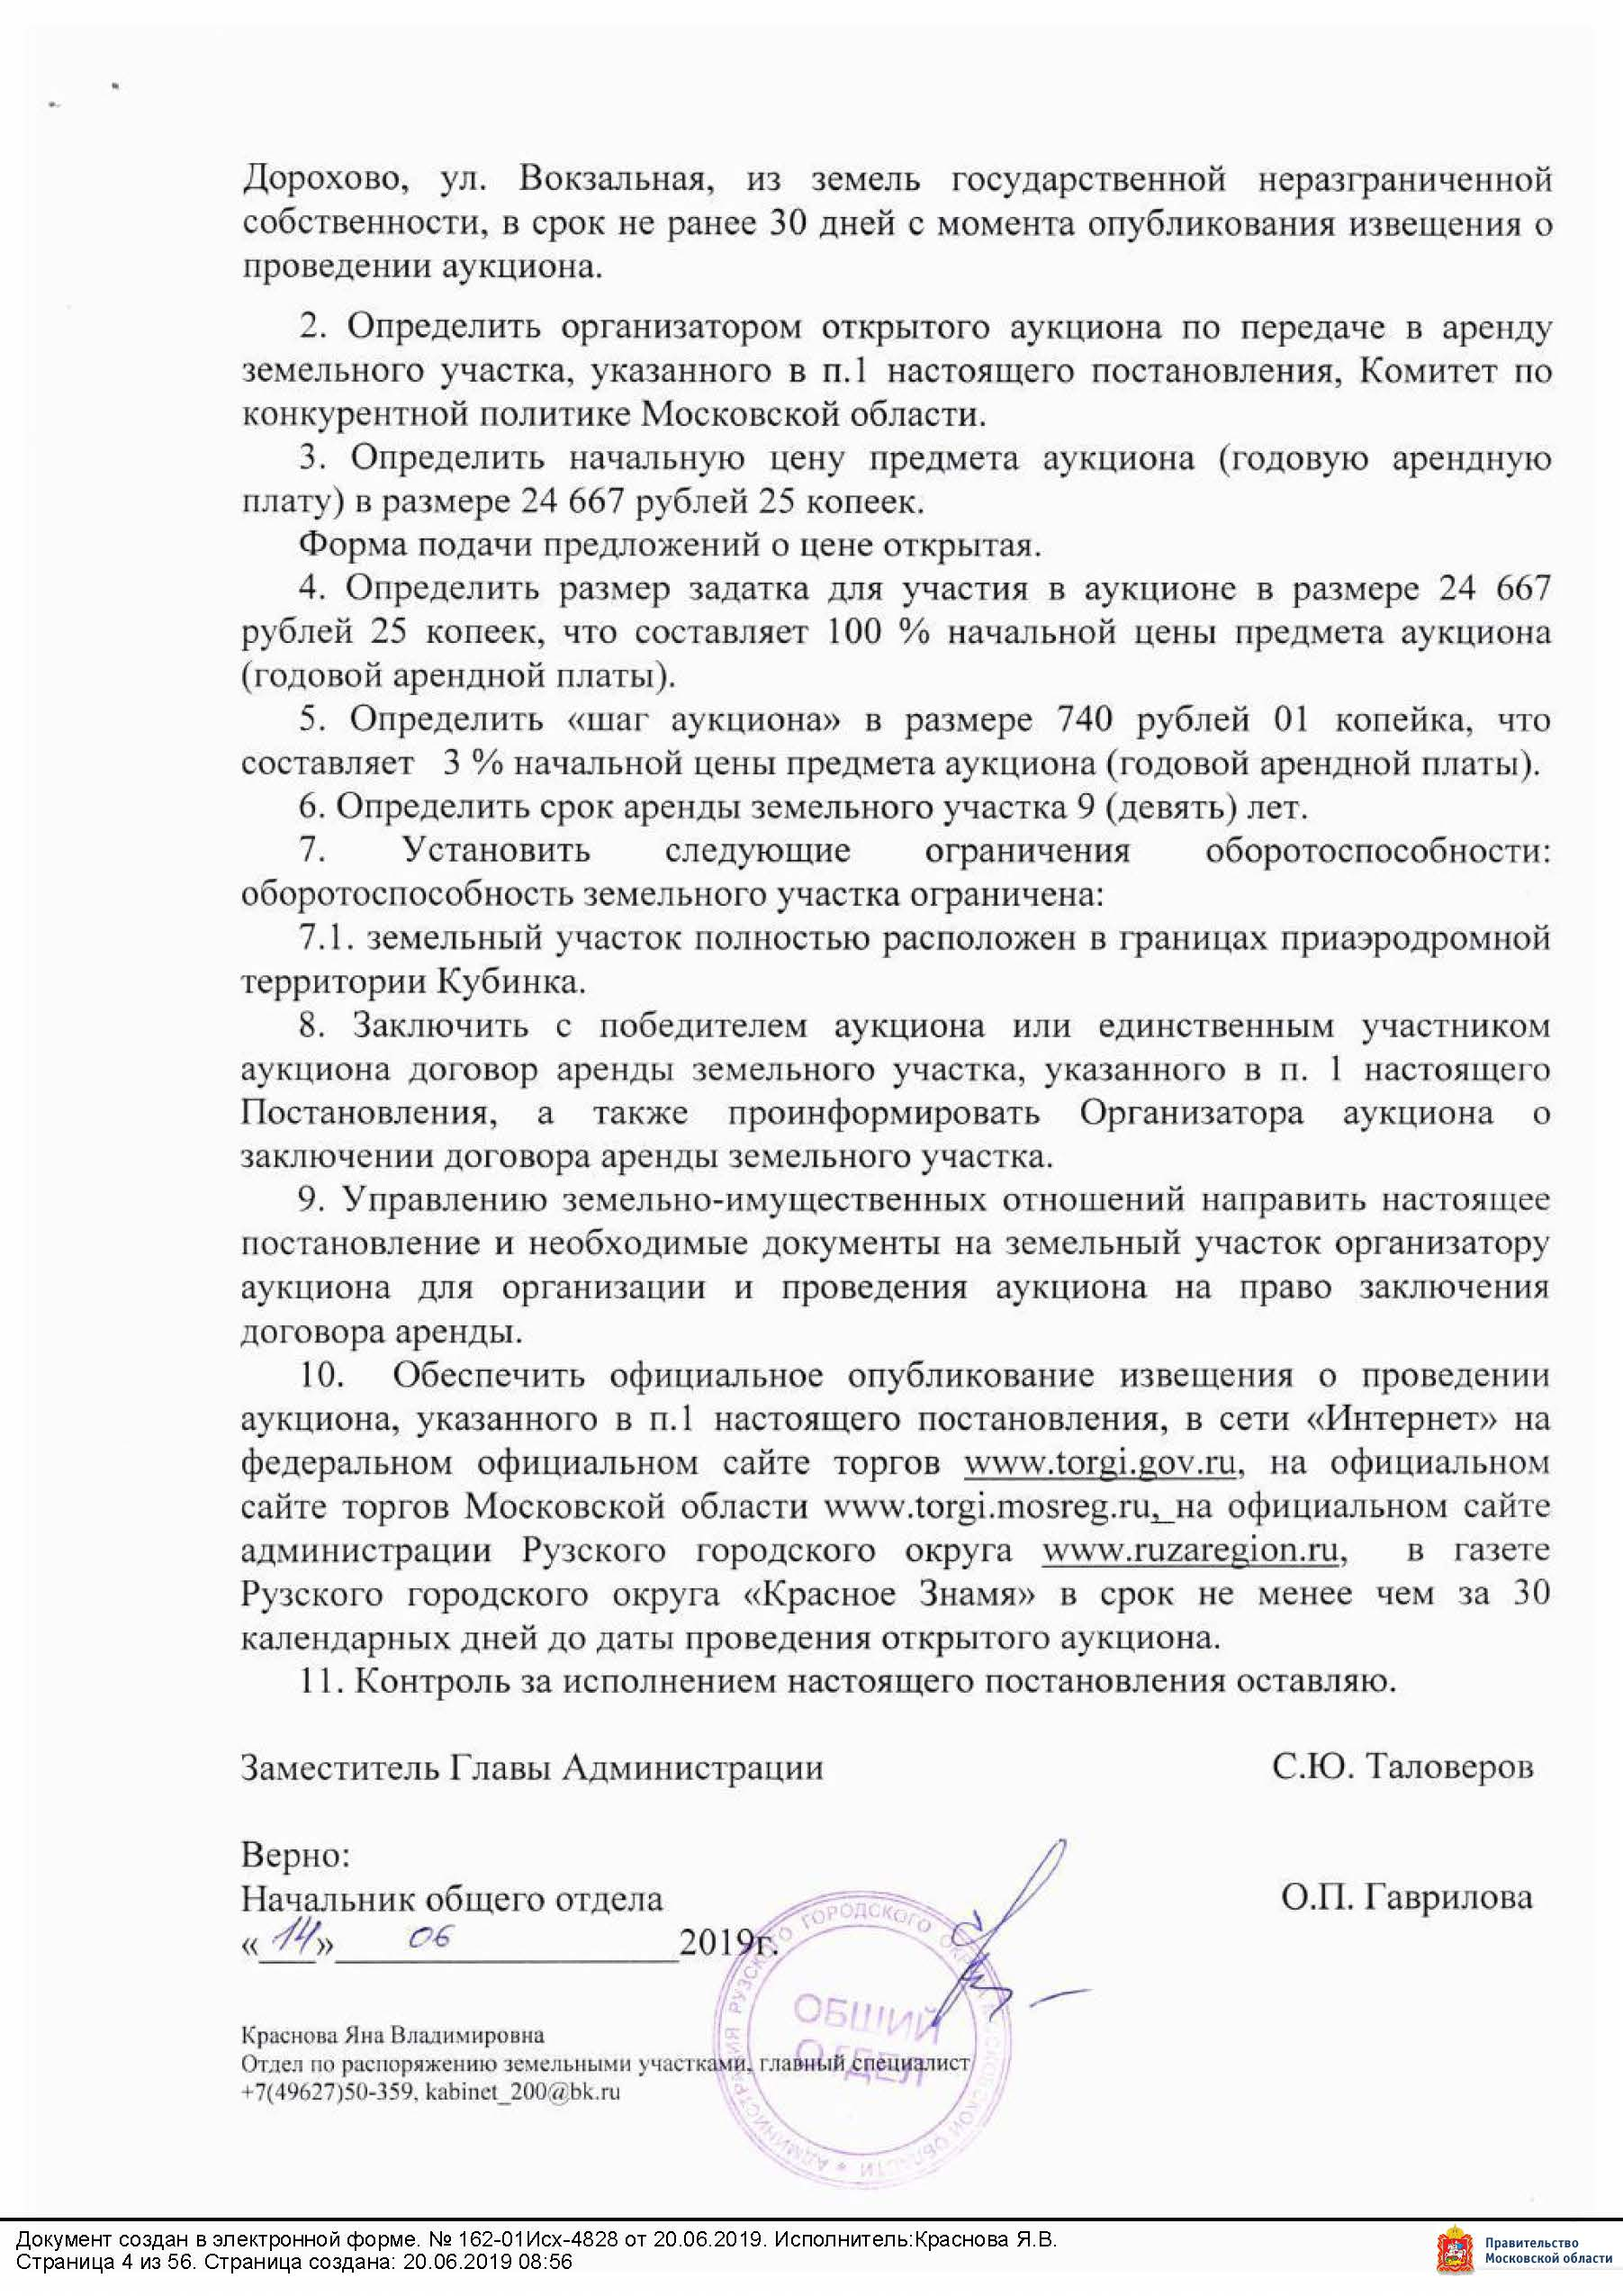 Дорохово, ул. Вокзальная, из земель государственной неразграниченной
собственности, в срок не ранее 30 дней с момента опубликования извещения о
проведении аукциона.
2. Определить организатором открытого аукциона по передаче в аренду
земельного участка, указанного в п.1 настоящего постановления, Комитет по
конкурентной политике Московской области.
3. Определить начальную цену предмета аукциона (годовую арендную
плату) в размере 24 667 рублей 25 копеек.
Форма подачи предложений о цене открытая.
4. Определить размер задатка для участия в аукционе в размере 24 667
рублей 25 копеек, что составляет 100 % начальной цены предмета аукциона
(годовой арендной платы).
5. Определить «шаг аукциона» в размере 740 рублей 01 копейка, что
составляет 3 % начальной цены предмета аукциона (годовой арендной платы).
6. Определить срок аренды земельного участка 9 (девять) лет.
7. Установить следующие ограничения оборотоспособности:
оборотоспособность земельного участка ограничена:
7.1. земельный участок полностью расположен в границах приаэродромной
территории Кубинка.
8. Заключить с победителем аукциона или единственным участником
аукциона договор аренды земельного участка, указанного в п. 1 настоящего
Постановления, а также проинформировать Организатора аукциона о
заключении договора аренды земельного участка.
9. Управлению земельно-имущественных отношений направить настоящее
постановление и необходимые документы на земельный участок организатору
аукциона для организации и проведения аукциона на право заключения
договора аренды.
10. Обеспечить официальное опубликование извещения о проведении
аукциона, указанного в п.1 настоящего постановления, в сети «Интернет» на
федеральном официальном сайте торгов www.torgi.gov.ru, на официальном
сайте торгов Московской области www.torgi.mosreg.ru, на официальном сайте
администрации Рузского городского округа www.ruzaregion.ru, в газете
Рузского городского округа «Красное Знамя» в срок не менее чем за 30
календарных дней до даты проведения открытого аукциона.
11. Контроль за исполнением настоящего постановления оставляю.
Заместитель Главы Администрации С.Ю. Таловеров
Верно:
Начальник общего отдела О.П. Гаврилова
«14» 06 2019г.
АДМИНИСТРАЦИЯ РУЗСКОГО ГОРОДСКОГО ОКРУГА МОСКОВСКОЙ ОБЛАСТИ
ОБЩИЙ
ОТДЕЛ
Краснова Яна Владимировна
Отдел по распоряжению земельными участками, главный специалист
+7(49627)50-359, kabinet_200@bk.ru
Документ создан в электронной форме. № 162-01Исх-4828 от 20.06.2019. Исполнитель:Краснова Я.В.
Страница 4 из 56. Страница создана: 20.06.2019 08:56
Правительство
Московской области